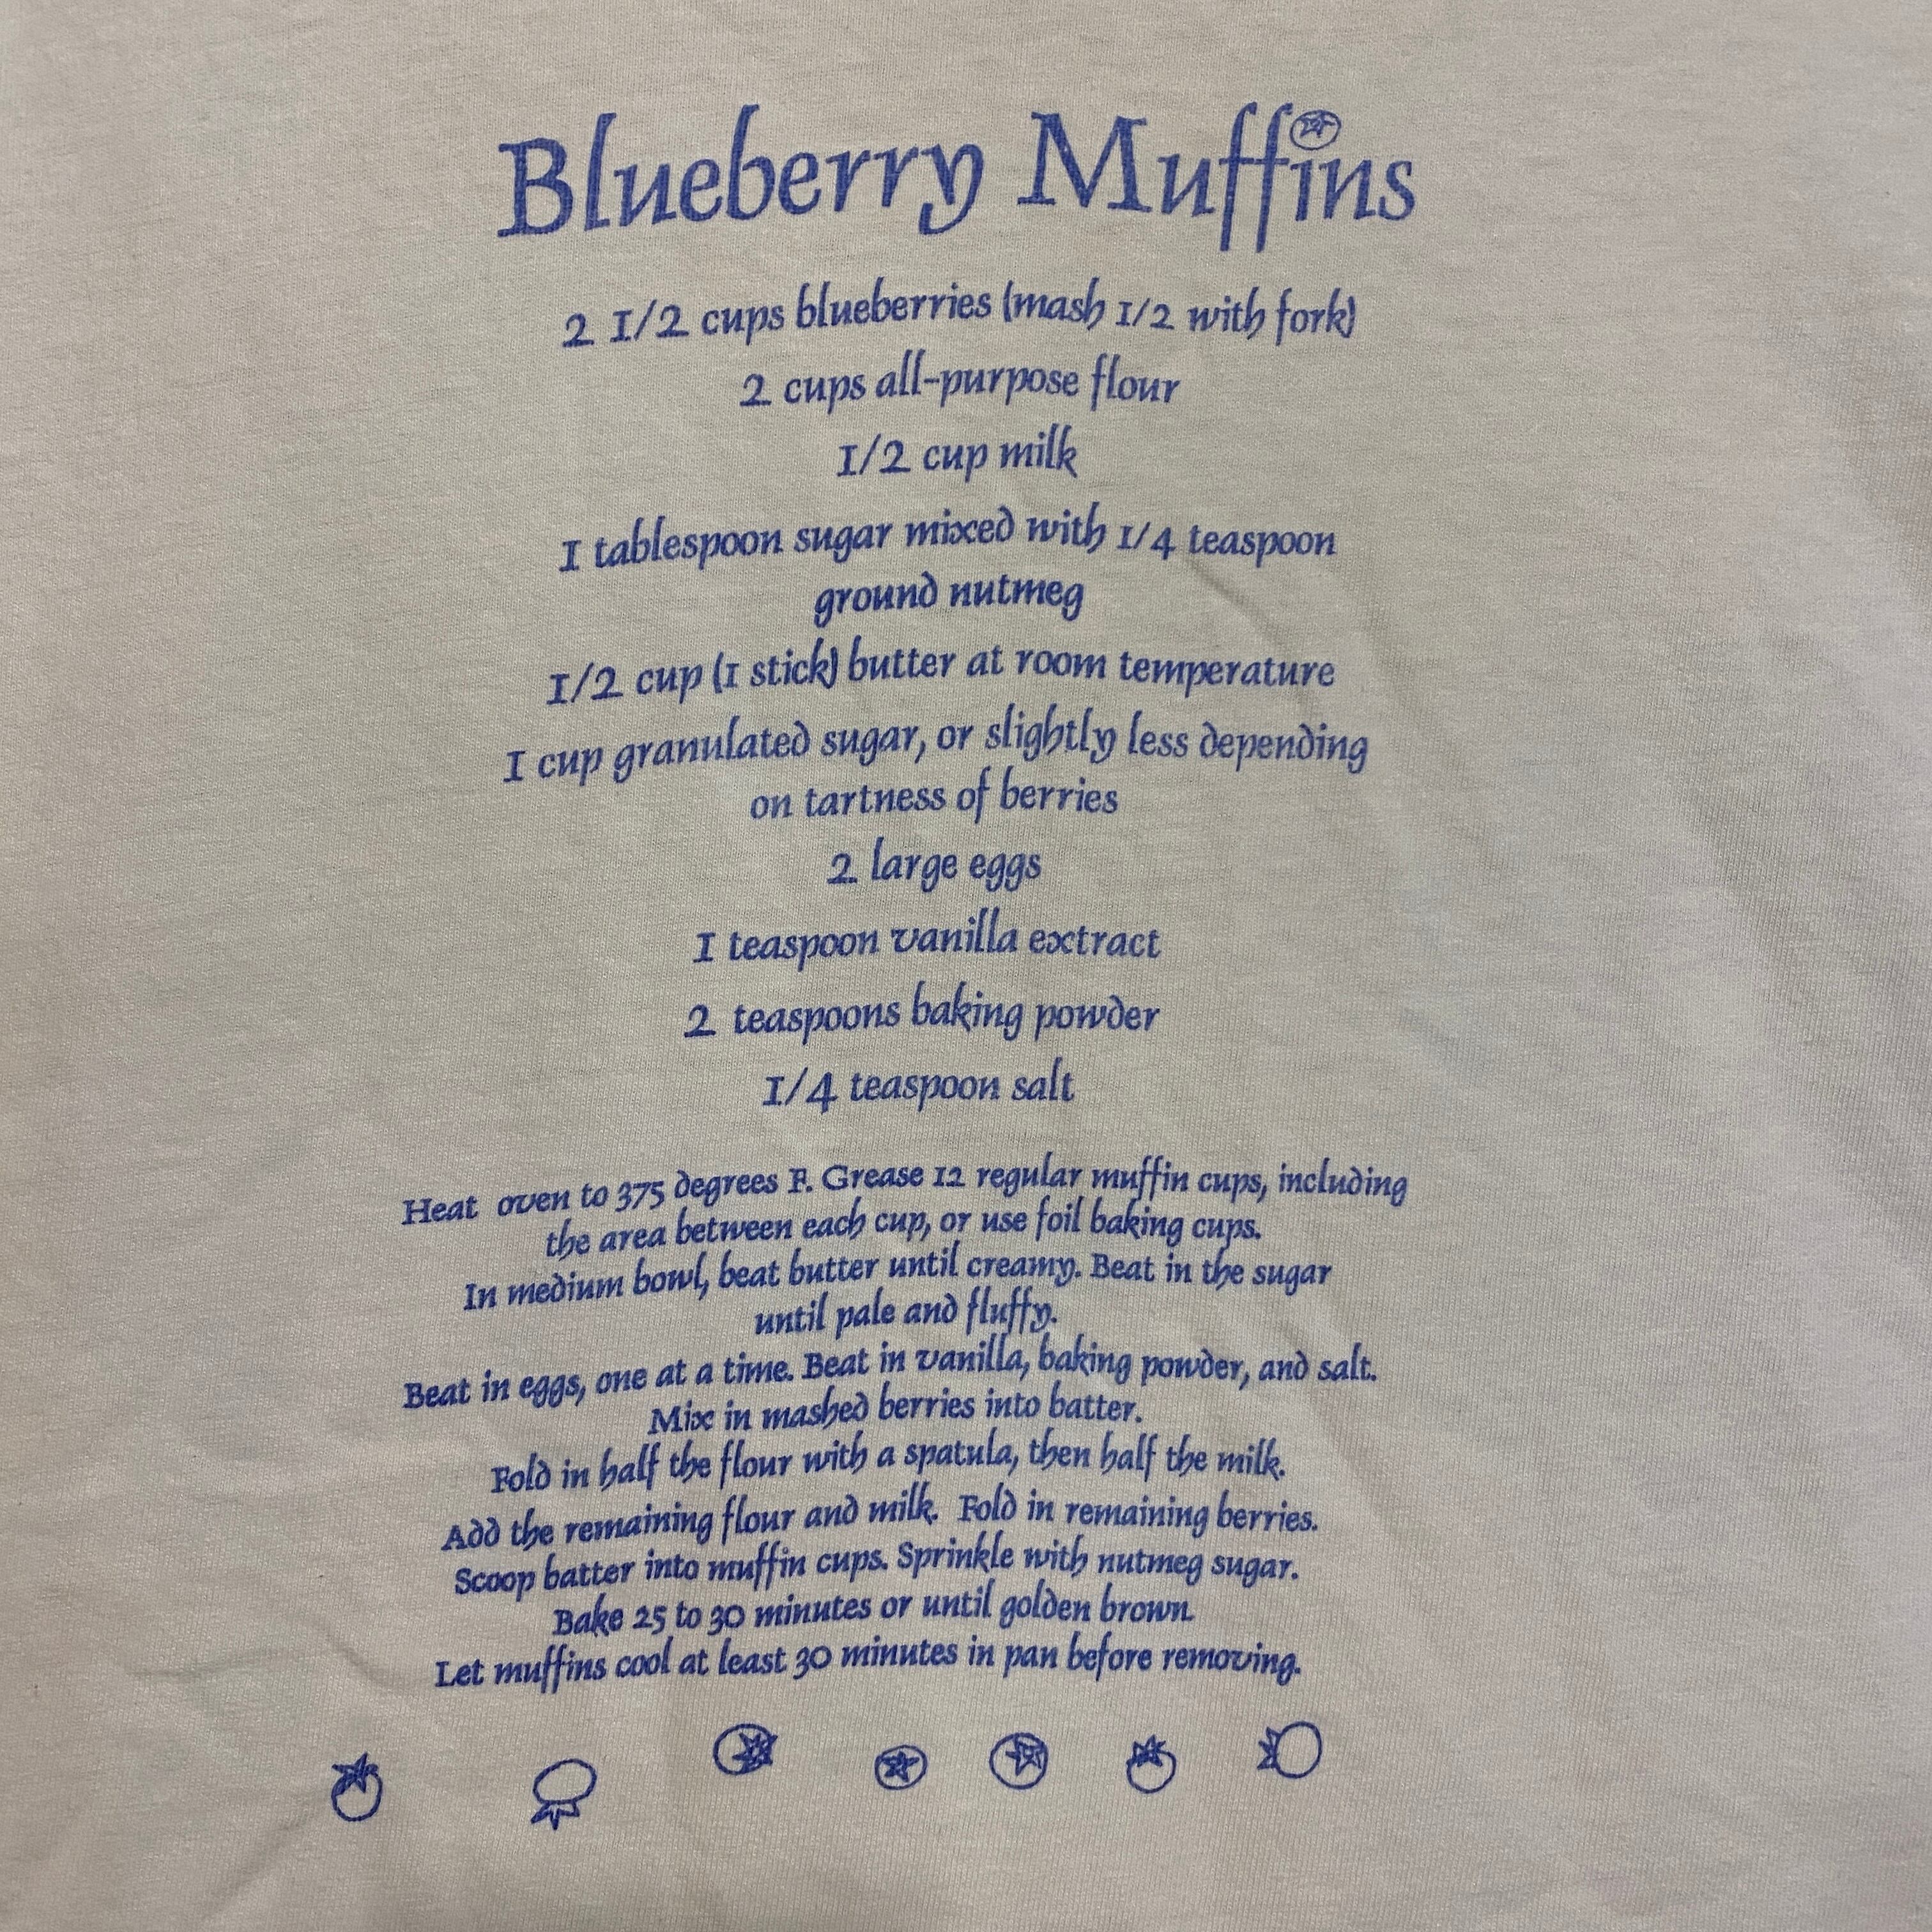 Blueberry Muffins
2 1/2 cups blueberries (mash 1/2 with fork)
2 cups all-purpose flour
1/2 cup milk
1 tablespoon sugar mixed with 1/4 teaspoon
ground nutmeg
1/2 cup (1 stick) butter at room temperature
1 cup granulated sugar, or slightly less depending
on tartness of berries
2 large eggs
1 teaspoon vanilla extract
2 teaspoons baking powder
1/4 teaspoon salt
Heat oven to 375 degrees F. Grease 12 regular muffin cups, including
the area between each cup, or use foil baking cups.
In medium bowl, beat butter until creamy. Beat in the sugar
until pale and fluffy.
Beat in eggs, one at a time. Beat in vanilla, baking powder, and salt.
Mix in mashed berries into batter.
Fold in half the flour with a spatula, then half the milk.
Add the remaining flour and milk. Fold in remaining berries.
Scoop batter into muffin cups. Sprinkle with nutmeg sugar.
Bake 25 to 30 minutes or until golden brown.
Let muffins cool at least 30 minutes in pan before removing.